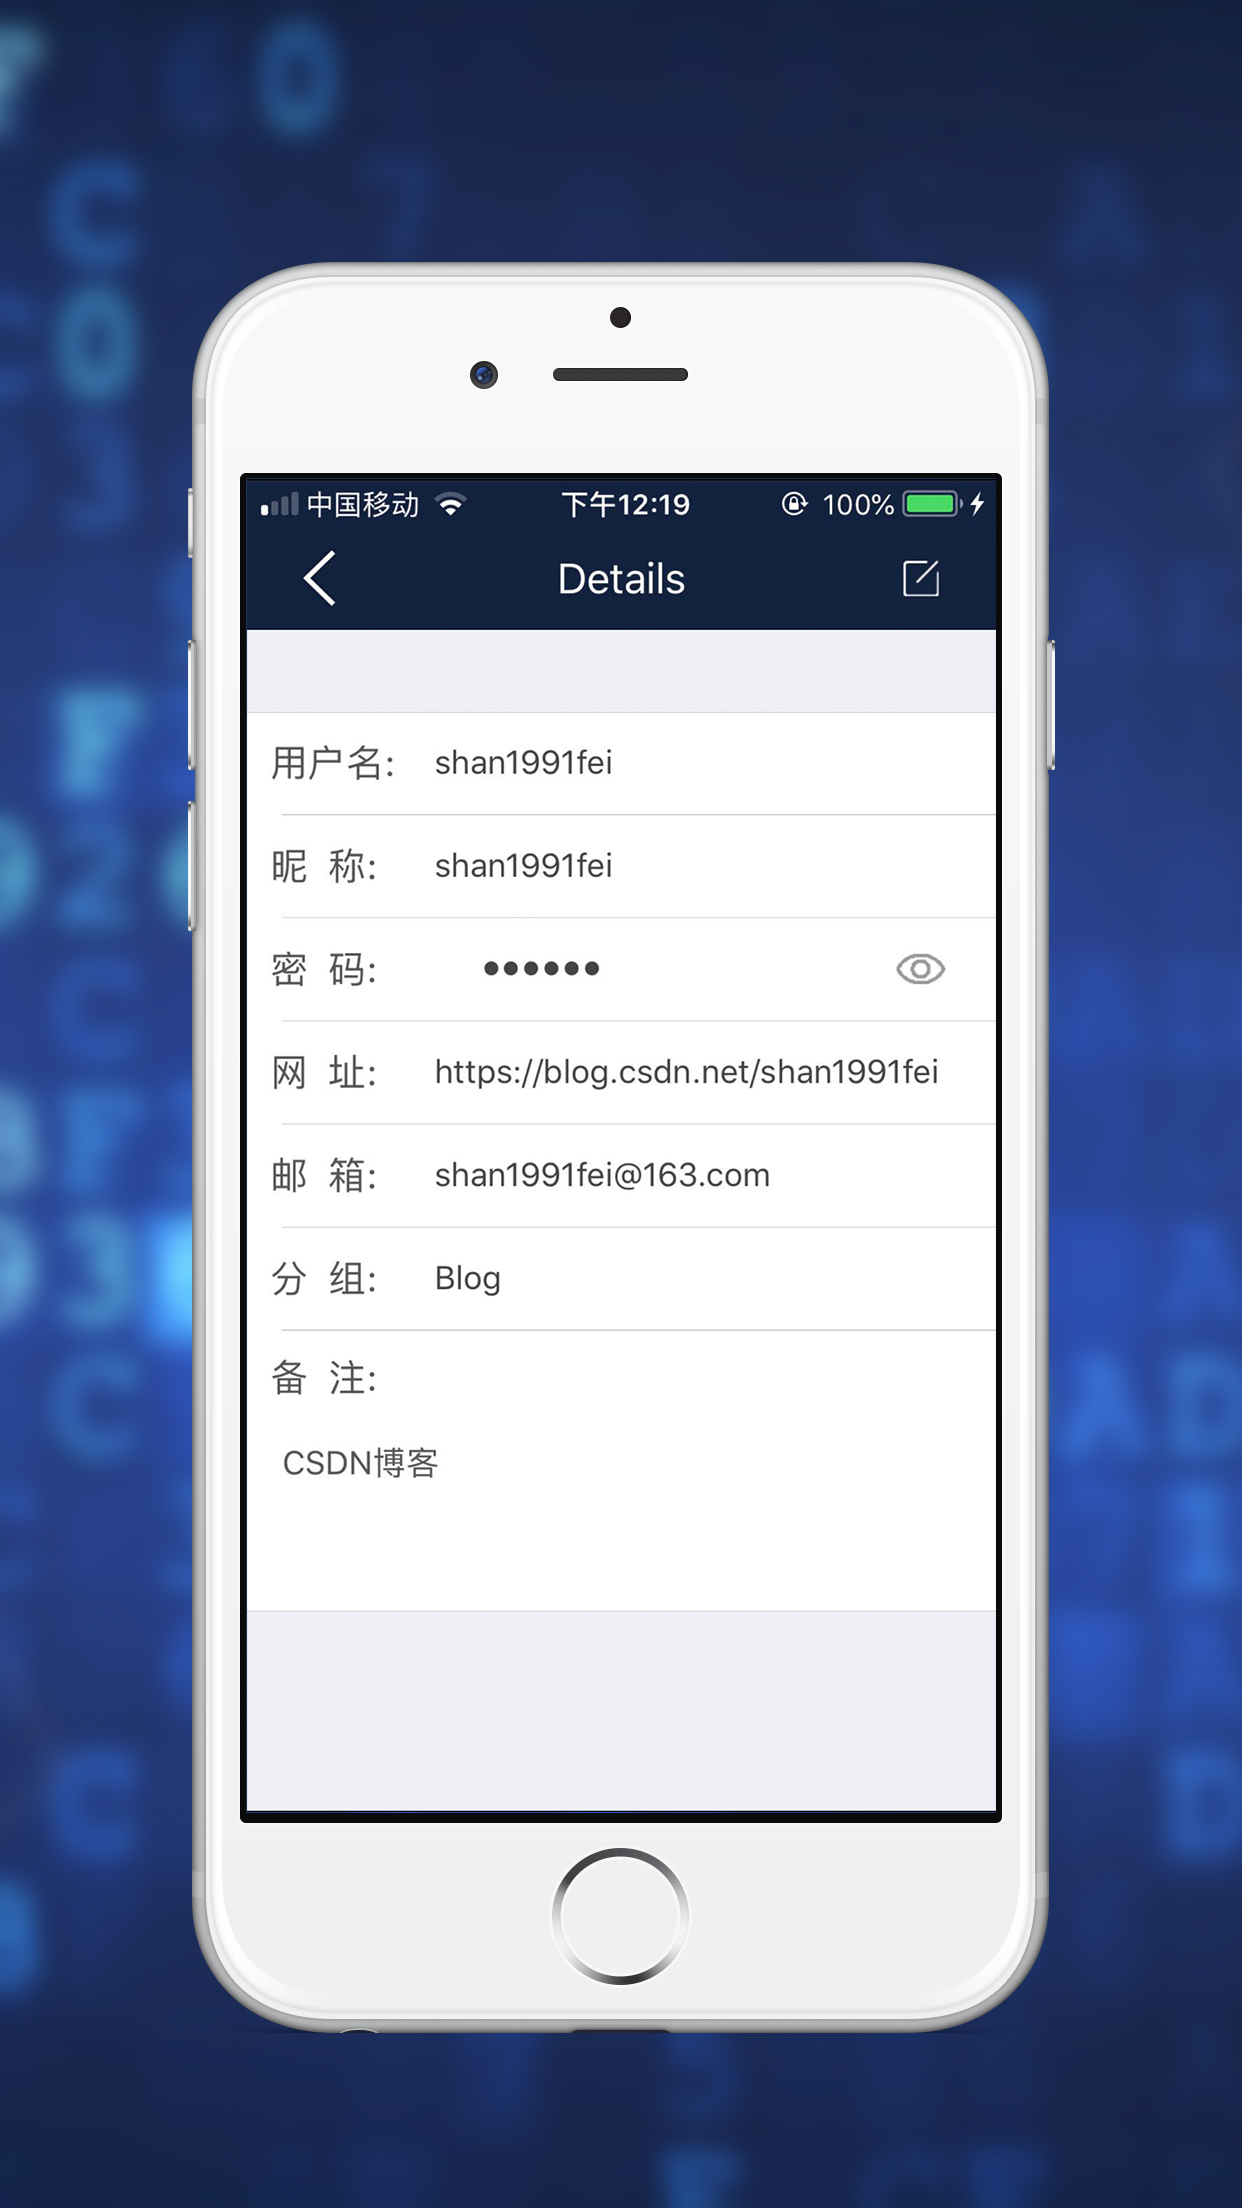 中国移动 下午12:19 100%
Details
用户名: shan1991fei
昵 称: shan1991fei
密 码: ••••••
网 址: https://blog.csdn.net/shan1991fei
邮 箱: shan1991fei@163.com
分 组: Blog
备 注:
CSDN博客